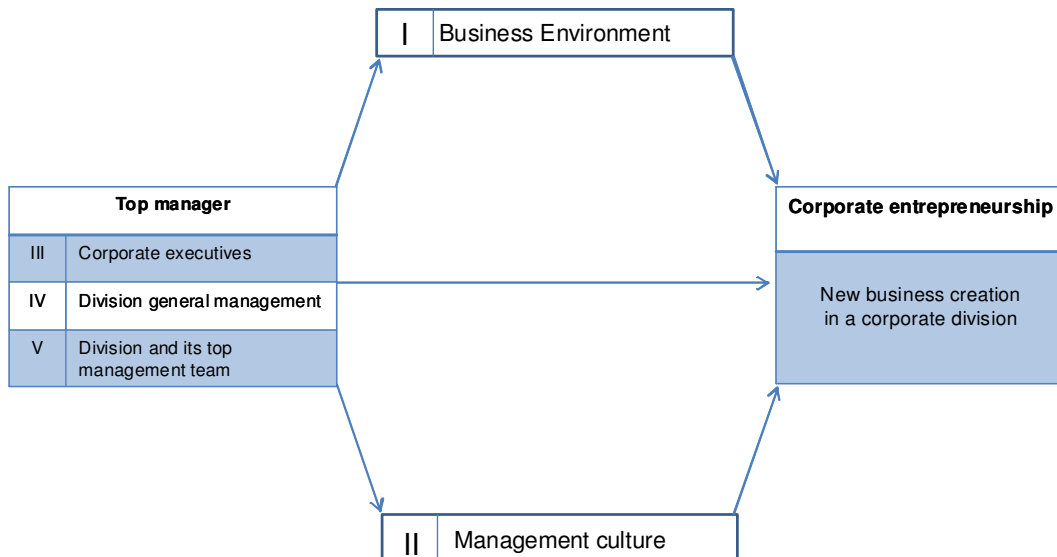 I Business Environment
Top manager
III Corporate executives
IV Division general management
V Division and its top
management team
Corporate entrepreneurship
New business creation
in a corporate division
II Management culture